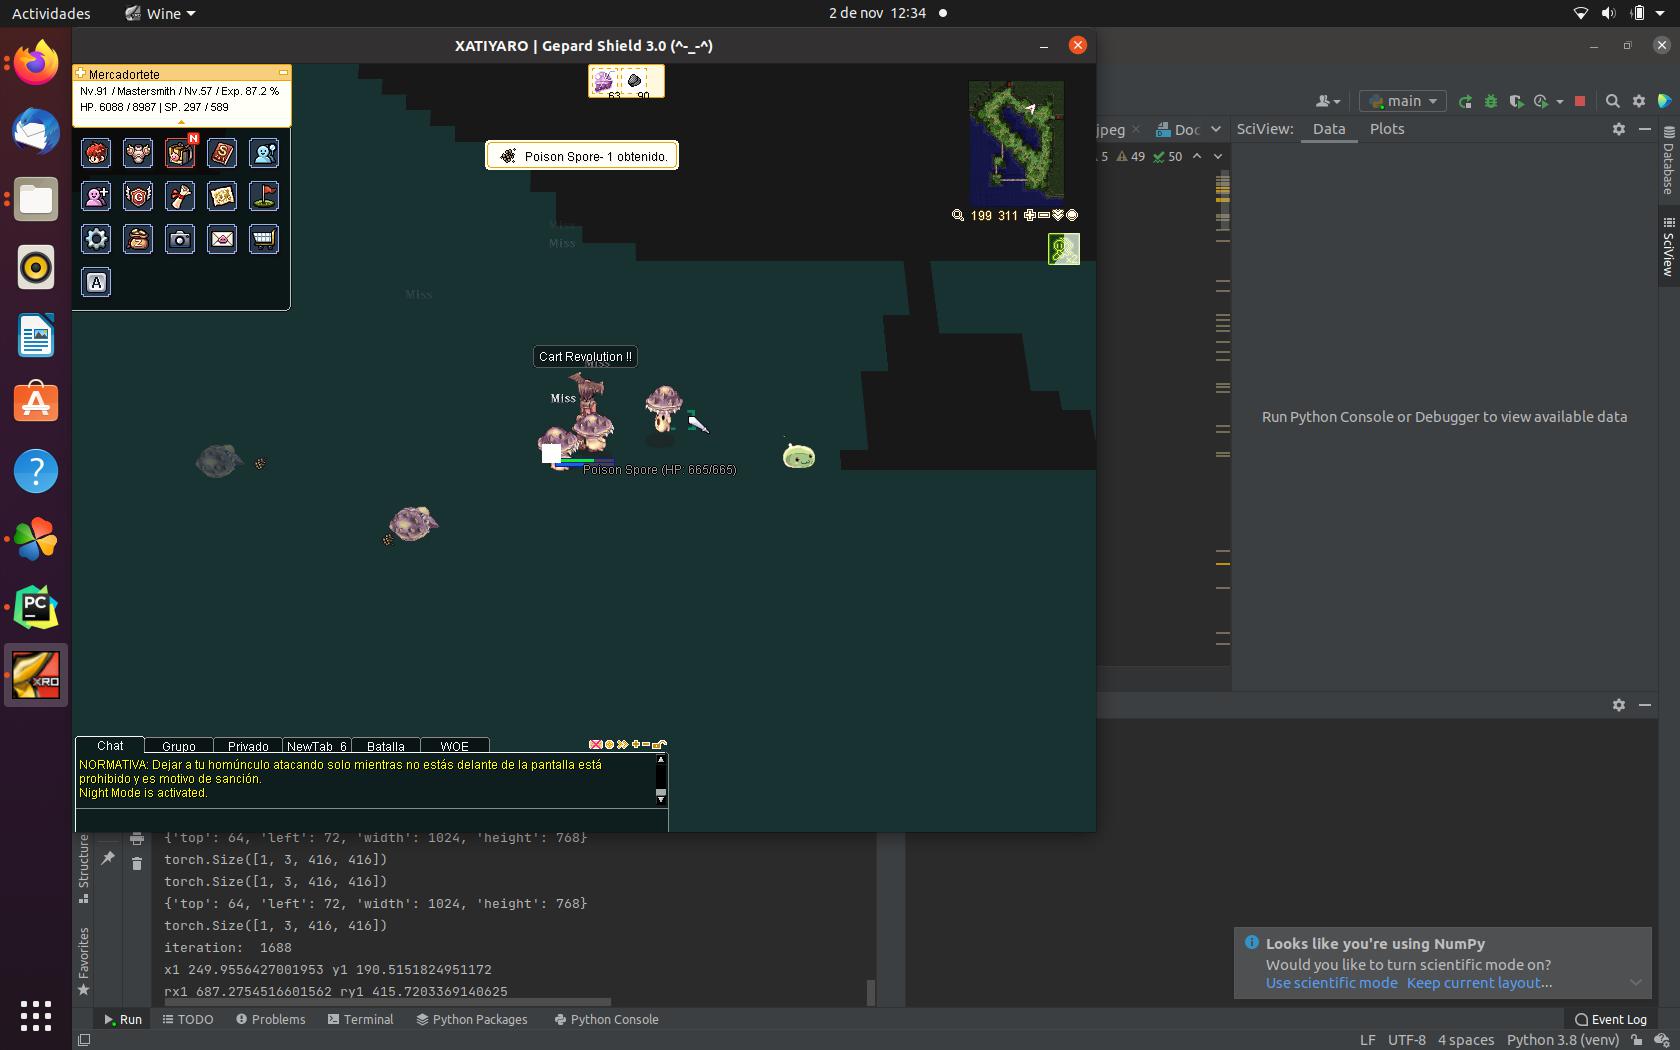 Actividades
Wine
2 de nov 12:34
XATIYARO | Gepard Shield 3.0 (^-_-^)
Mercadortete
Nv.91 / Mastersmith / Nv.57 / Exp. 87.2 %
HP. 6088 / 8987 | SP. 297 / 589
N
S
G
Z
A
63 90
Poison Spore- 1 obtenido.
199 311
Miss
Miss
Miss
Cart Revolution !!
Miss
Miss
Poison Spore (HP: 665/665)
Chat Grupo Privado NewTab_6 Batalla WOE
NORMATIVA: Dejar a tu homúnculo atacando solo mientras no estás delante de la pantalla está
prohibido y es motivo de sanción.
Night Mode is activated.
main
jpeg Doc
SciView: Data Plots
5 49 50
Database
SciView
Run Python Console or Debugger to view available data
PC
XRO
Structure
Favorites
{'top': 64, 'left': 72, 'width': 1024, 'height': 768}
torch.Size([1, 3, 416, 416])
torch.Size([1, 3, 416, 416])
{'top': 64, 'left': 72, 'width': 1024, 'height': 768}
torch.Size([1, 3, 416, 416])
iteration: 1688
x1 249.9556427001953 y1 190.5151824951172
rx1 687.2754516601562 ry1 415.7203369140625
Looks like you're using NumPy
Would you like to turn scientific mode on?
Use scientific mode Keep current layout...
Run TODO Problems Terminal Python Packages Python Console
Event Log
LF UTF-8 4 spaces Python 3.8 (venv)